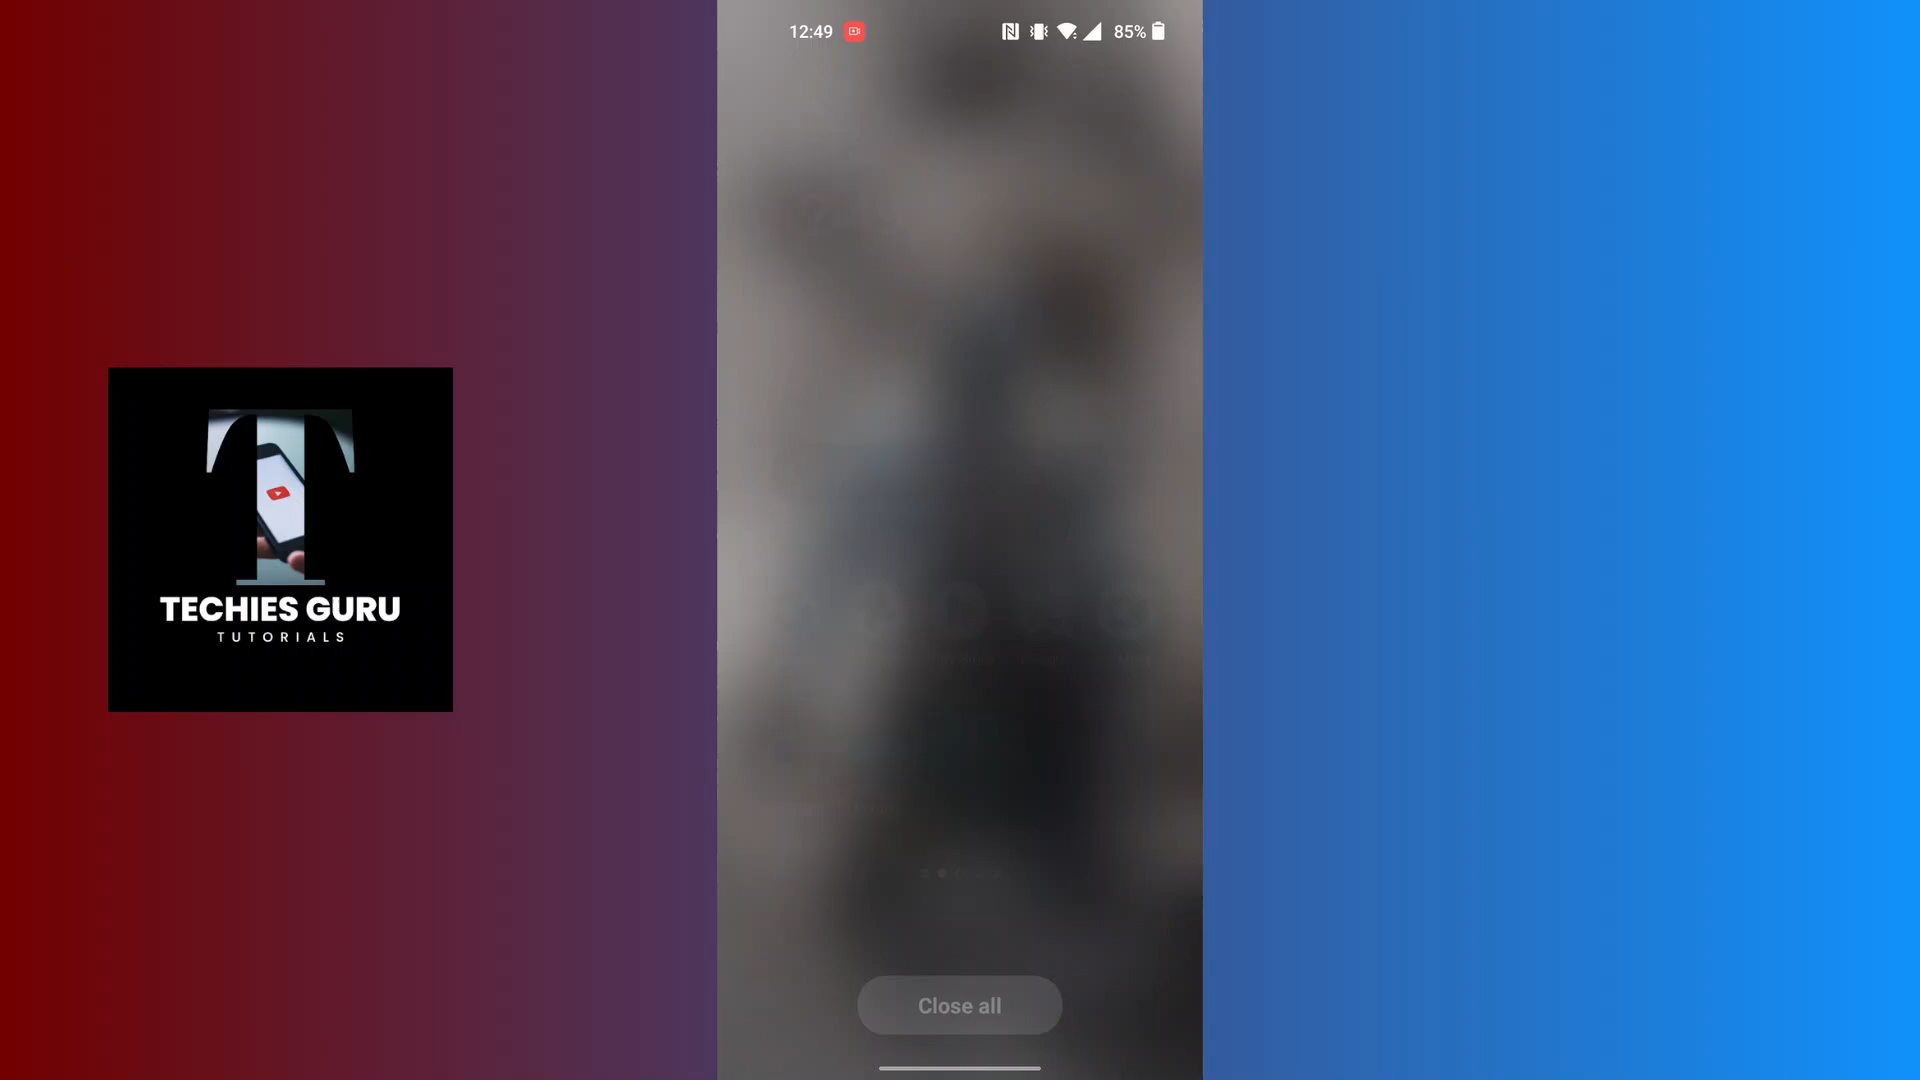 12:49
85%
TECHIES GURU
TUTORIALS
Close all